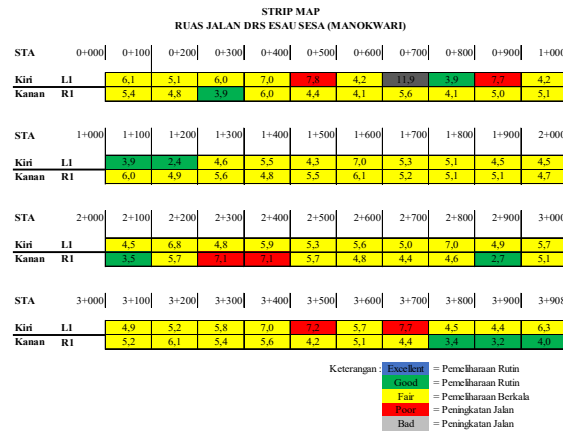 STRIP MAP
RUAS JALAN DRS ESAU SESA (MANOKWARI)
STA 0+000 0+100 0+200 0+300 0+400 0+500 0+600 0+700 0+800 0+900 1+000
Kiri L1 6,1 5,1 6,0 7,0 7,8 4,2 11,9 3,9 7,7 4,2
Kanan R1 5,4 4,8 3,9 6,0 4,4 4,1 5,6 4,1 5,0 5,1
STA 1+000 1+100 1+200 1+300 1+400 1+500 1+600 1+700 1+800 1+900 2+000
Kiri L1 3,9 2,4 4,6 5,5 4,3 7,0 5,3 5,1 4,5 4,5
Kanan R1 6,0 4,9 5,6 4,8 5,5 6,1 5,2 5,1 5,1 4,7
STA 2+000 2+100 2+200 2+300 2+400 2+500 2+600 2+700 2+800 2+900 3+000
Kiri L1 4,5 6,8 4,8 5,9 5,3 5,6 5,0 7,0 4,9 5,7
Kanan R1 3,5 5,7 7,1 7,1 5,7 4,8 4,4 4,6 2,7 5,1
STA 3+000 3+100 3+200 3+300 3+400 3+500 3+600 3+700 3+800 3+900 3+908
Kiri L1 4,9 5,2 5,8 7,0 7,2 5,7 7,7 4,5 4,4 6,3
Kanan R1 5,2 6,1 5,4 5,6 4,2 5,1 4,4 3,4 3,2 4,0
Keterangan : Excellent = Pemeliharaan Rutin
Good = Pemeliharaan Rutin
Fair = Pemeliharaan Berkala
Poor = Peningkatan Jalan
Bad = Peningkatan Jalan